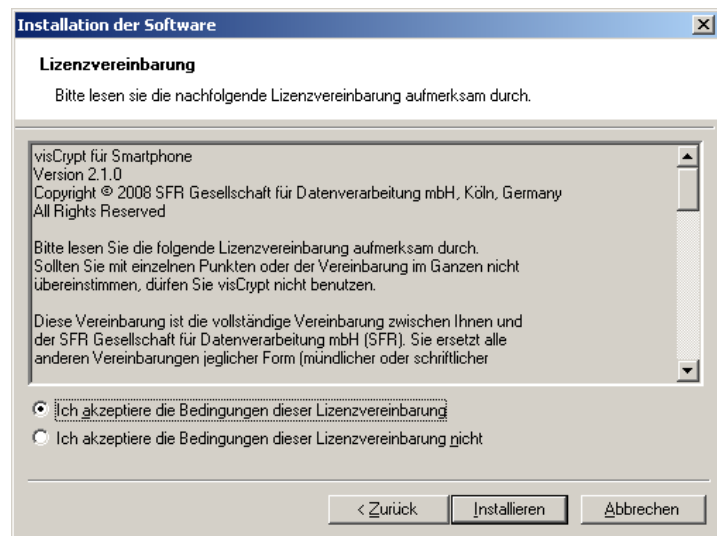 Installation der Software
Lizenzvereinbarung
Bitte lesen sie die nachfolgende Lizenzvereinbarung aufmerksam durch.
visCrypt für Smartphone
Version 2.1.0
Copyright © 2008 SFR Gesellschaft für Datenverarbeitung mbH, Köln, Germany
All Rights Reserved
Bitte lesen Sie die folgende Lizenzvereinbarung aufmerksam durch.
Sollten Sie mit einzelnen Punkten oder der Vereinbarung im Ganzen nicht
übereinstimmen, dürfen Sie visCrypt nicht benutzen.
Diese Vereinbarung ist die vollständige Vereinbarung zwischen Ihnen und
der SFR Gesellschaft für Datenverarbeitung mbH (SFR). Sie ersetzt alle
anderen Vereinbarungen jeglicher Form (mündlicher oder schriftlicher
Ich akzeptiere die Bedingungen dieser Lizenzvereinbarung
Ich akzeptiere die Bedingungen dieser Lizenzvereinbarung nicht
< Zurück
Installieren
Abbrechen